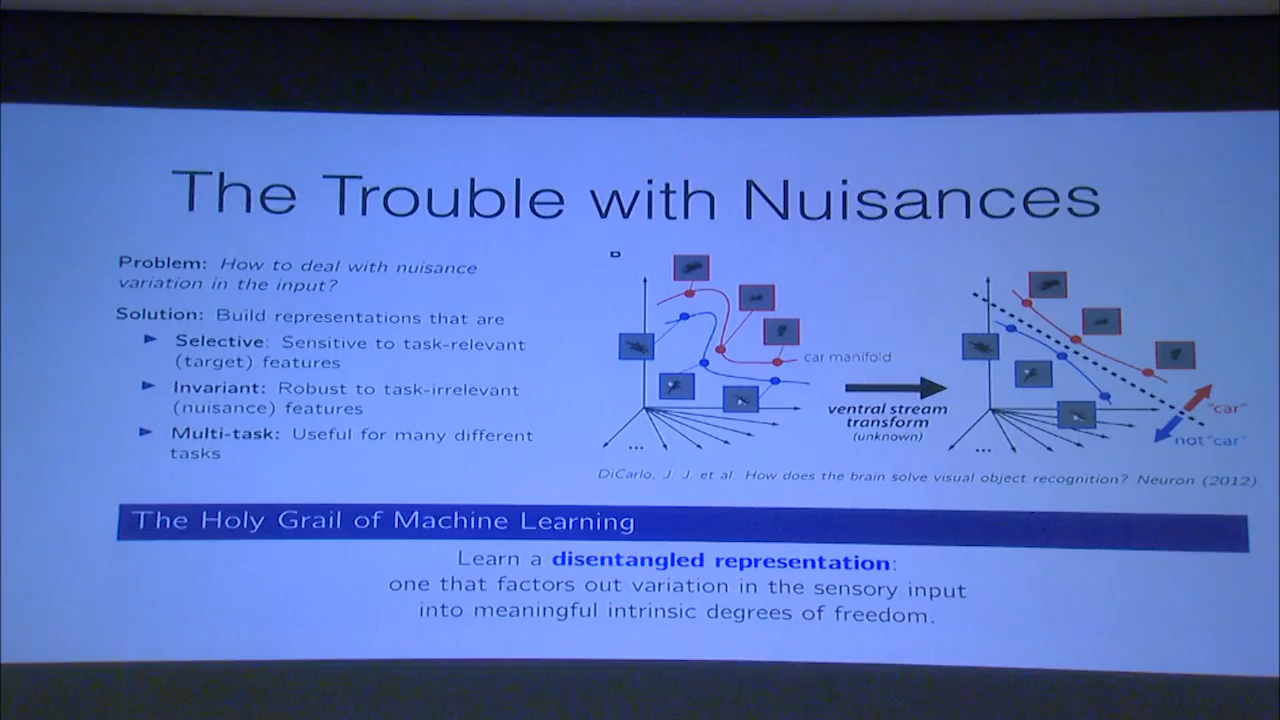 The Trouble with Nuisances
Problem: How to deal with nuisance
variation in the input?
Solution: Build representations that are
Selective: Sensitive to task-relevant
(target) features
Invariant: Robust to task-irrelevant
(nuisance) features
Multi-task: Useful for many different
tasks
car manifold
...
ventral stream
transform
(unknown)
...
"car"
not "car"
DiCarlo, J. J. et al. How does the brain solve visual object recognition? Neuron (2012)
The Holy Grail of Machine Learning
Learn a disentangled representation:
one that factors out variation in the sensory input
into meaningful intrinsic degrees of freedom.